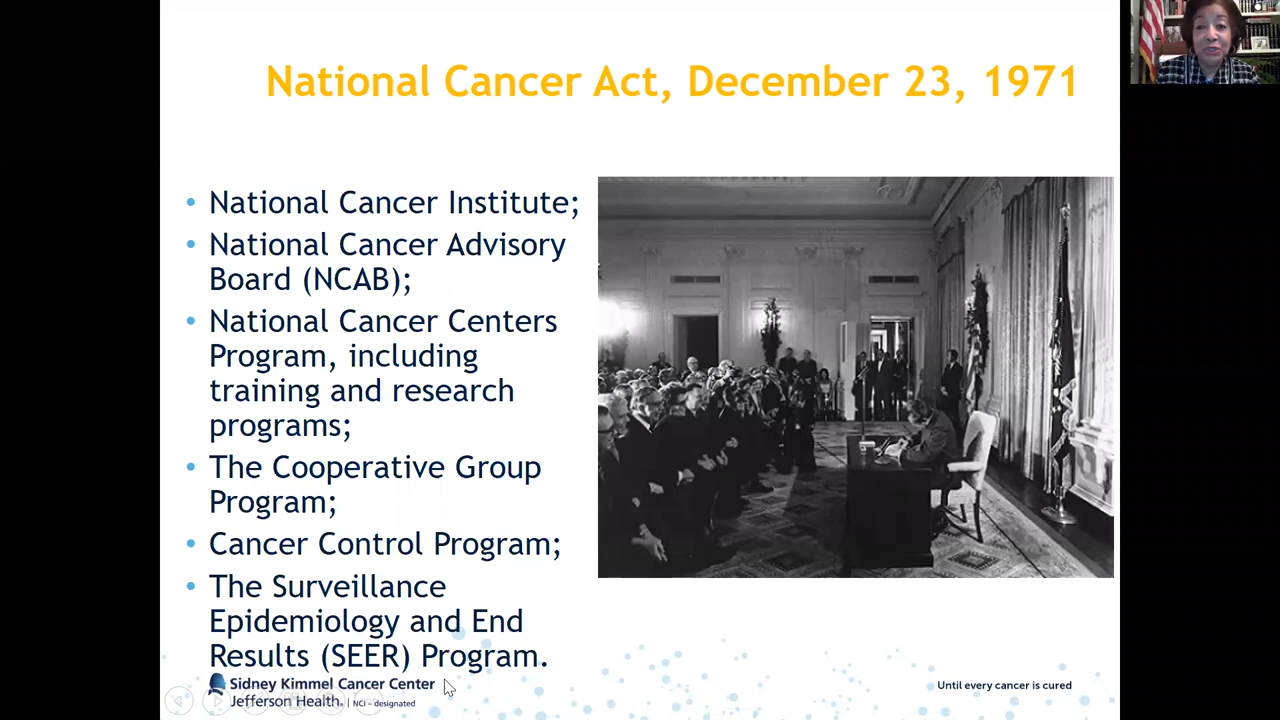 National Cancer Act, December 23, 1971
• National Cancer Institute;
• National Cancer Advisory
Board (NCAB);
• National Cancer Centers
Program, including
training and research
programs;
• The Cooperative Group
Program;
• Cancer Control Program;
• The Surveillance
Epidemiology and End
Results (SEER) Program.
Sidney Kimmel Cancer Center
Jefferson Health. | NCI – designated
Until every cancer is cured